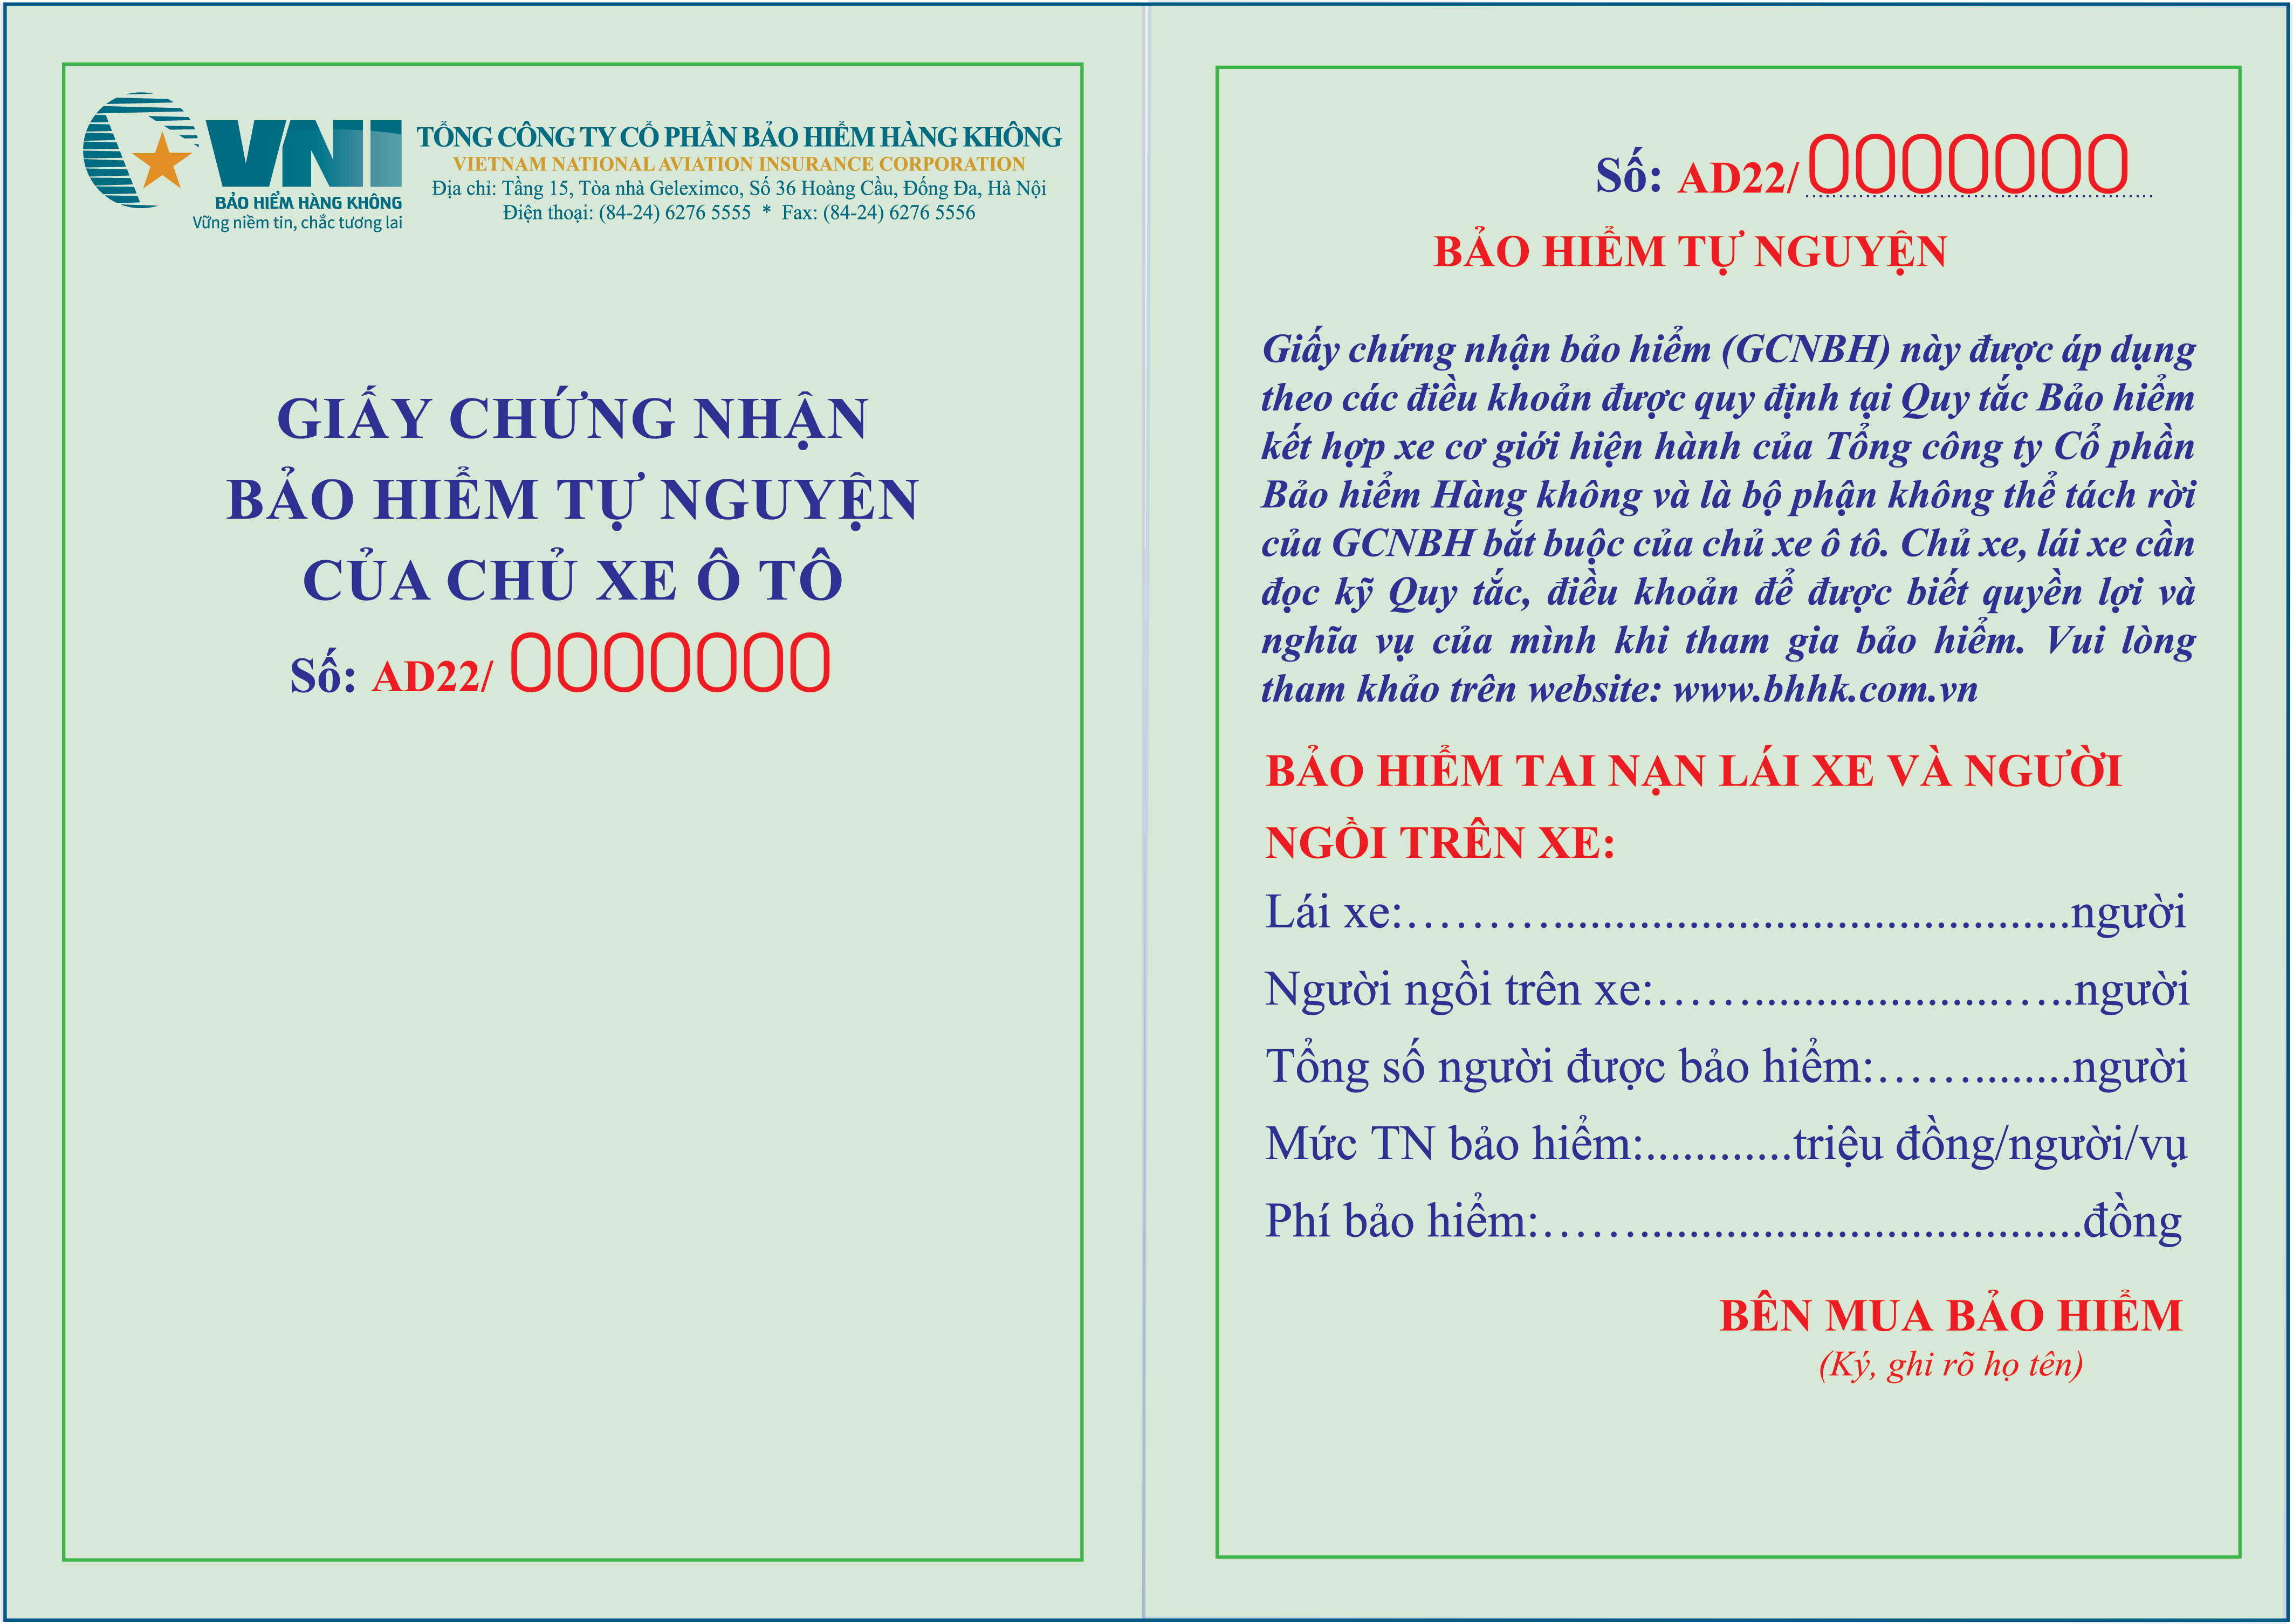 VNI
BẢO HIỂM HÀNG KHÔNG
Vững niềm tin, chắc tương lai
TỔNG CÔNG TY CỔ PHẦN BẢO HIỂM HÀNG KHÔNG
VIETNAM NATIONAL AVIATION INSURANCE CORPORATION
Địa chỉ: Tầng 15, Tòa nhà Geleximco, Số 36 Hoàng Cầu, Đống Đa, Hà Nội
Điện thoại: (84-24) 6276 5555 * Fax: (84-24) 6276 5556
GIẤY CHỨNG NHẬN
BẢO HIỂM TỰ NGUYỆN
CỦA CHỦ XE Ô TÔ
Số: AD22/ 0000000
Số: AD22/0000000
BẢO HIỂM TỰ NGUYỆN
Giấy chứng nhận bảo hiểm (GCNBH) này được áp dụng
theo các điều khoản được quy định tại Quy tắc Bảo hiểm
kết hợp xe cơ giới hiện hành của Tổng công ty Cổ phần
Bảo hiểm Hàng không và là bộ phận không thể tách rời
của GCNBH bắt buộc của chủ xe ô tô. Chủ xe, lái xe cần
đọc kỹ Quy tắc, điều khoản để được biết quyền lợi và
nghĩa vụ của mình khi tham gia bảo hiểm. Vui lòng
tham khảo trên website: www.bhhk.com.vn
BẢO HIỂM TAI NẠN LÁI XE VÀ NGƯỜI
NGỒI TRÊN XE:
Lái xe:……….............................................người
Người ngồi trên xe:……......................…..người
Tổng số người được bảo hiểm:……........người
Mức TN bảo hiểm:............triệu đồng/người/vụ
Phí bảo hiểm:……......................................đồng
BÊN MUA BẢO HIỂM
(Ký, ghi rõ họ tên)